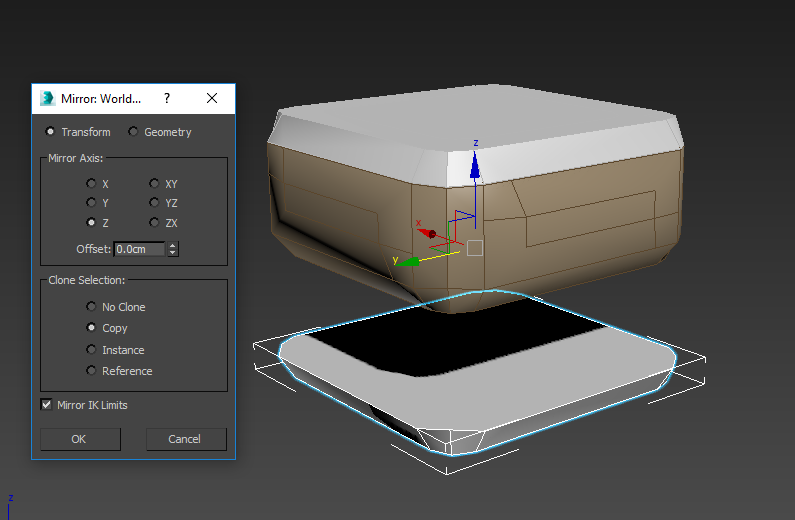 Mirror: World... ?
Transform Geometry
Mirror Axis:
X XY
Y YZ
Z ZX
Offset: 0.0cm
Clone Selection:
No Clone
Copy
Instance
Reference
Mirror IK Limits
OK Cancel
z
x
y
z